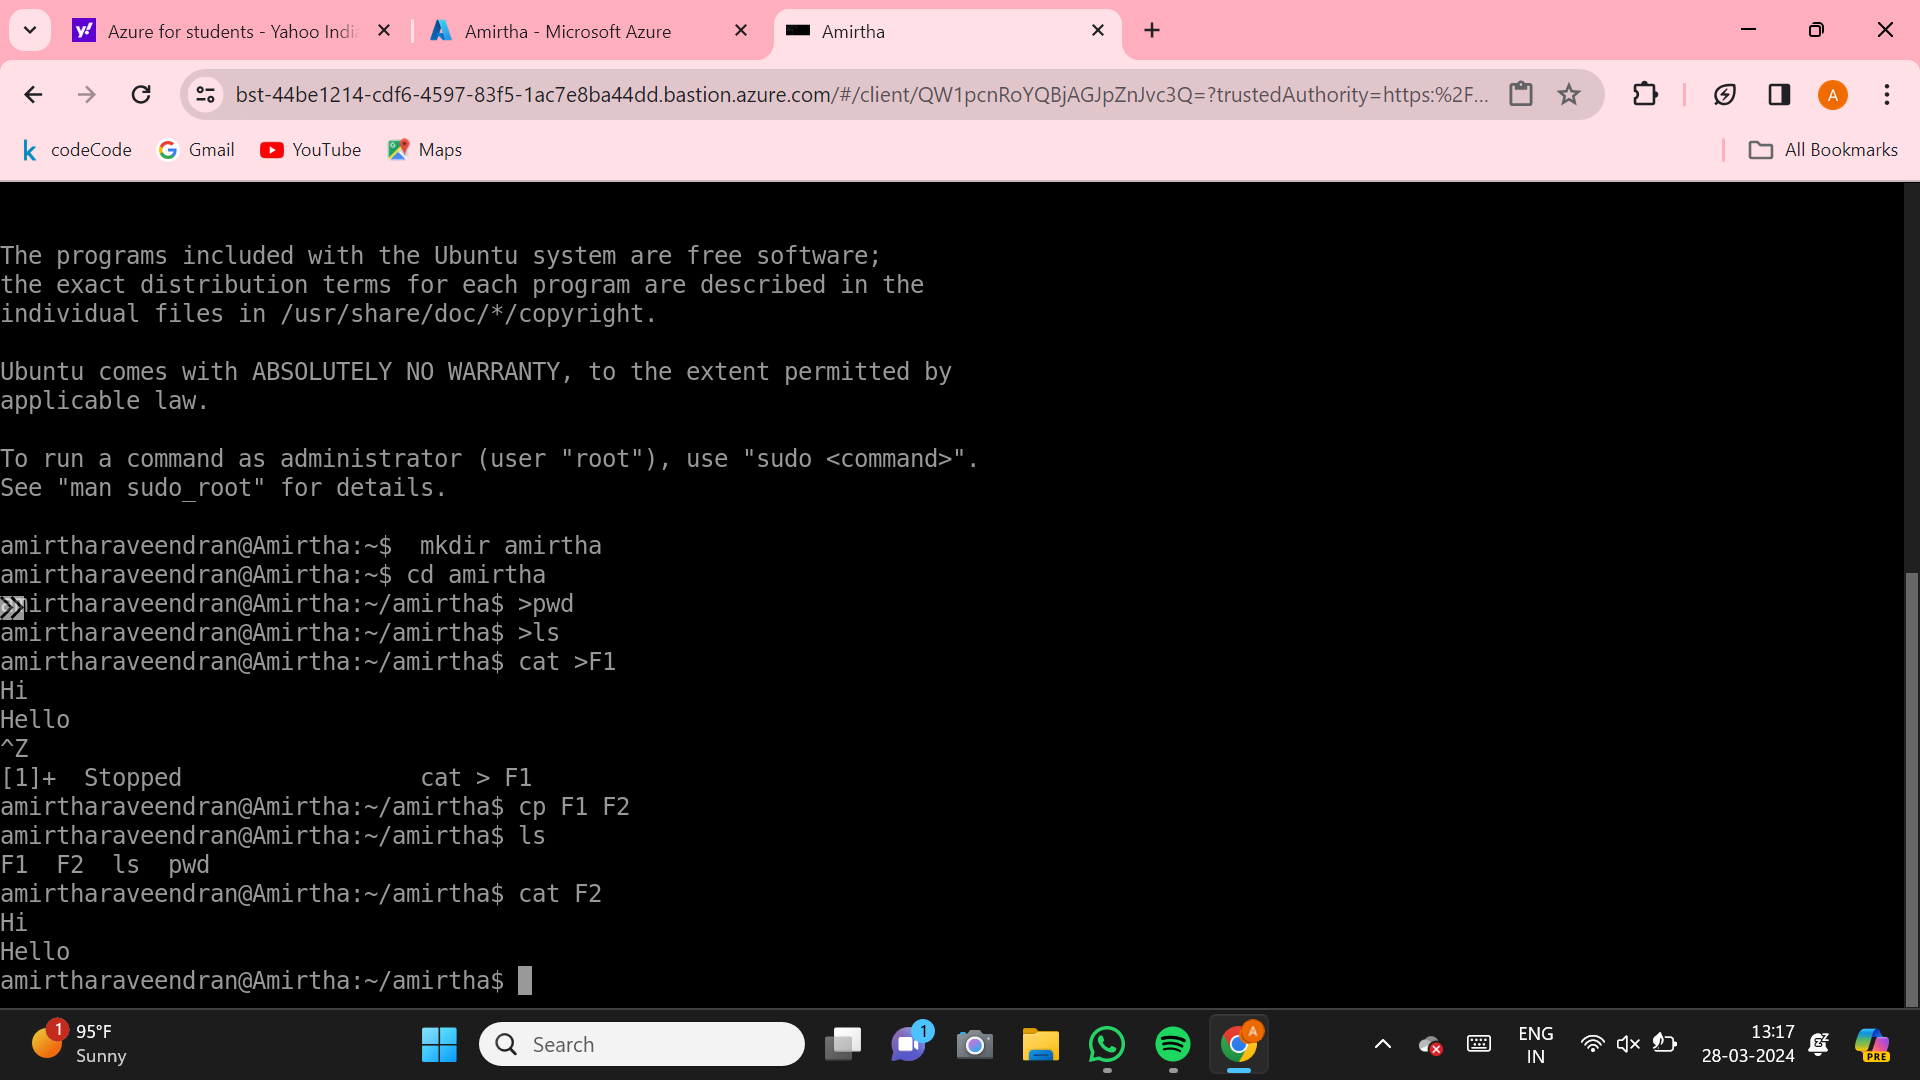 Azure for students - Yahoo Indi
Amirtha - Microsoft Azure
Amirtha
bst-44be1214-cdf6-4597-83f5-1ac7e8ba44dd.bastion.azure.com/#/client/QW1pcnRoYQBjAGJpZnJvc3Q=?trustedAuthority=https:%2F...
A
k codeCode
Gmail
YouTube
Maps
All Bookmarks
The programs included with the Ubuntu system are free software;
the exact distribution terms for each program are described in the
individual files in /usr/share/doc/*/copyright.
Ubuntu comes with ABSOLUTELY NO WARRANTY, to the extent permitted by
applicable law.
To run a command as administrator (user "root"), use "sudo <command>".
See "man sudo_root" for details.
amirtharaveendran@Amirtha:~$  mkdir amirtha
amirtharaveendran@Amirtha:~$ cd amirtha
amirtharaveendran@Amirtha:~/amirtha$ >pwd
amirtharaveendran@Amirtha:~/amirtha$ >ls
amirtharaveendran@Amirtha:~/amirtha$ cat >F1
Hi
Hello
^Z
[1]+  Stopped                 cat > F1
amirtharaveendran@Amirtha:~/amirtha$ cp F1 F2
amirtharaveendran@Amirtha:~/amirtha$ ls
F1  F2  ls  pwd
amirtharaveendran@Amirtha:~/amirtha$ cat F2
Hi
Hello
amirtharaveendran@Amirtha:~/amirtha$
1
95°F
Sunny
Search
1
A
ENG
IN
13:17
28-03-2024
PRE